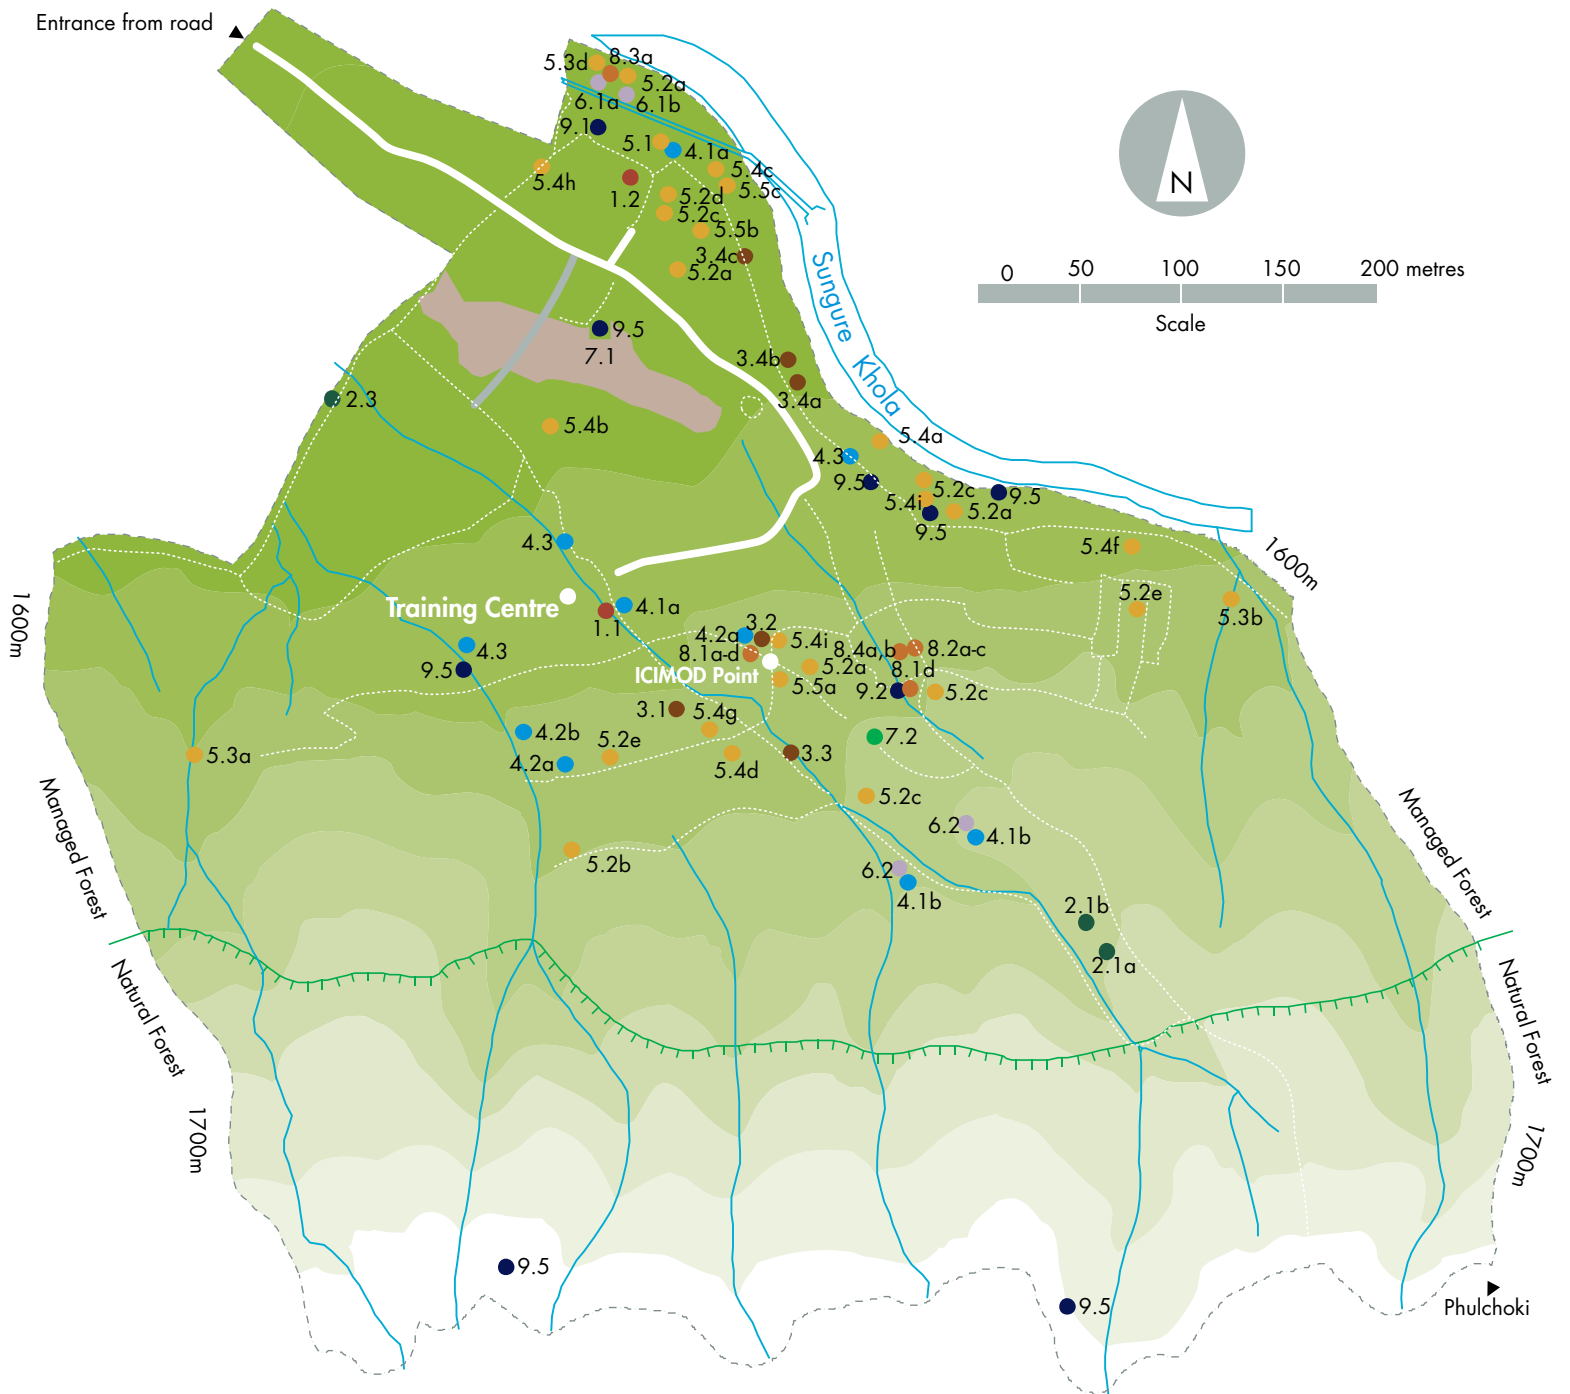 Entrance from road
5.3d
8.3a
5.2a
6.1a
6.1b
9.1
5.1
4.1a
5.4c
5.4h
5.5c
1.2
5.2d
5.2c
5.5b
3.4c
5.2a
N
Sungure Khola
0 50 100 150 200 metres
Scale
9.5
7.1
3.4b
3.4a
2.3
5.4b
5.4a
4.3
9.5
5.2c
9.5
5.4i
5.2a
9.5
4.3
5.4f
1600m
5.2e
5.3b
1600m
Training Centre
4.1a
1.1
4.2a
3.2
5.4i
8.4a,b
8.2a-c
4.3
8.1a-d
5.2a
8.1d
9.5
ICIMOD Point
5.5a
9.2
5.2c
3.1
5.4g
4.2b
5.2e
7.2
5.3a
4.2a
5.4d
3.3
5.2c
Managed Forest
Managed Forest
6.2
4.1b
5.2b
6.2
4.1b
2.1b
2.1a
Natural Forest
Natural Forest
1700m
1700m
9.5
9.5
Phulchoki